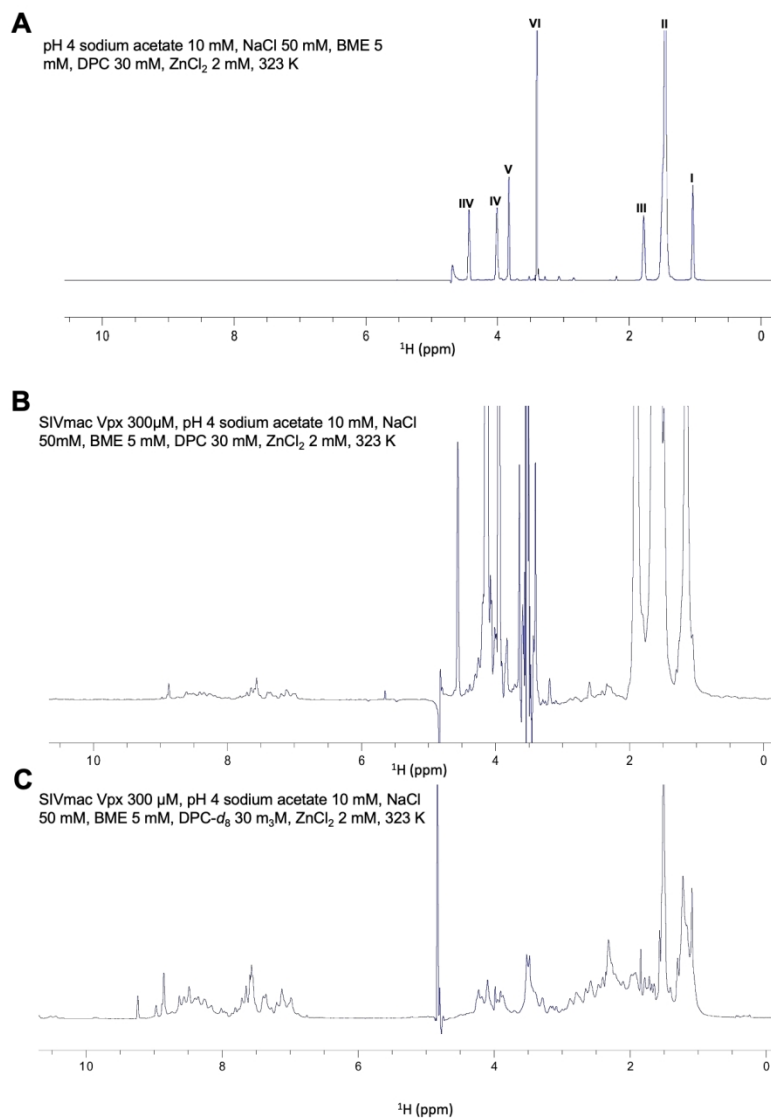 A
pH 4 sodium acetate 10 mM, NaCl 50 mM, BME 5
mM, DPC 30 mM, ZnCl₂ 2 mM, 323 K
VI
II
V
IIV
IV
III
I
10 8 6 4 2 0
¹H (ppm)
B
SIVmac Vpx 300µM, pH 4 sodium acetate 10 mM, NaCl
50mM, BME 5 mM, DPC 30 mM, ZnCl₂ 2 mM, 323 K
10 8 6 4 2 0
¹H (ppm)
C
SIVmac Vpx 300 µM, pH 4 sodium acetate 10 mM, NaCl
50 mM, BME 5 mM, DPC-d₈ 30 m₃M, ZnCl₂ 2 mM, 323 K
10 8 6 4 2 0
¹H (ppm)